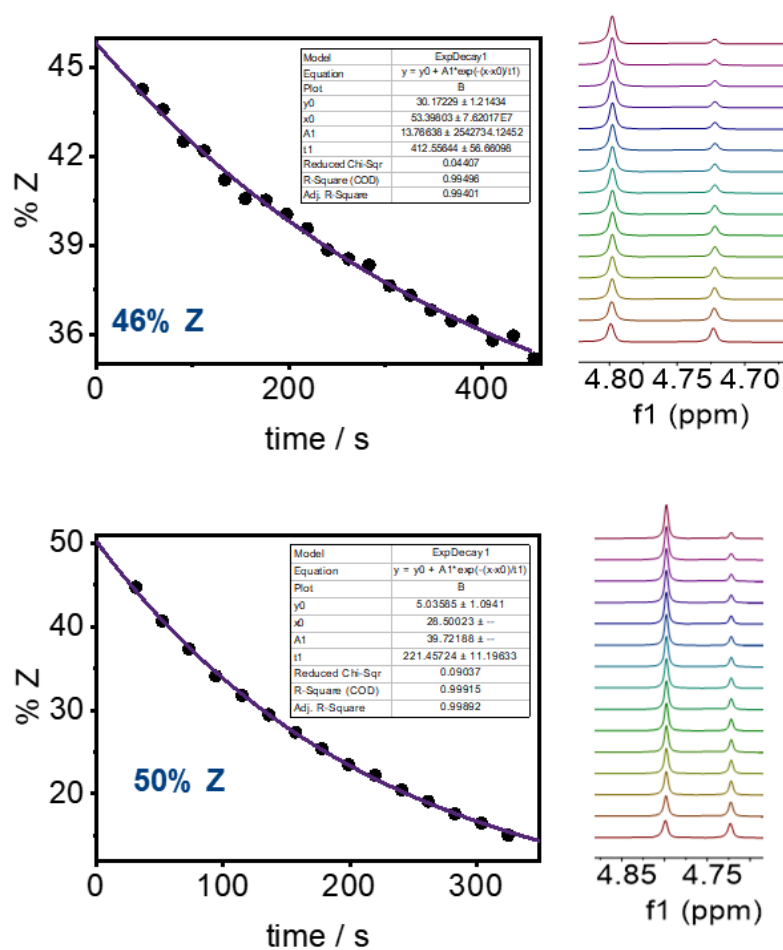 Model ExpDecay1
Equation y = y0 + A1*exp(-(x-x0)/t1)
Plot B
y0 30.17229 ± 1.21434
x0 53.39803 ± 7.62017E7
A1 13.76638 ± 2542734.12452
t1 412.55644 ± 56.66098
Reduced Chi-Sqr 0.04407
R-Square (COD) 0.99496
Adj. R-Square 0.99401
% Z
45
42
39
36
46% Z
0 200 400
time / s
4.80 4.75 4.70
f1 (ppm)
Model ExpDecay1
Equation y = y0 + A1*exp(-(x-x0)/t1)
Plot B
y0 5.03585 ± 1.0941
x0 28.50023 ± --
A1 39.72188 ± --
t1 221.45724 ± 11.19633
Reduced Chi-Sqr 0.09037
R-Square (COD) 0.99915
Adj. R-Square 0.99892
% Z
50
40
30
20
50% Z
0 100 200 300
time / s
4.85 4.75
f1 (ppm)